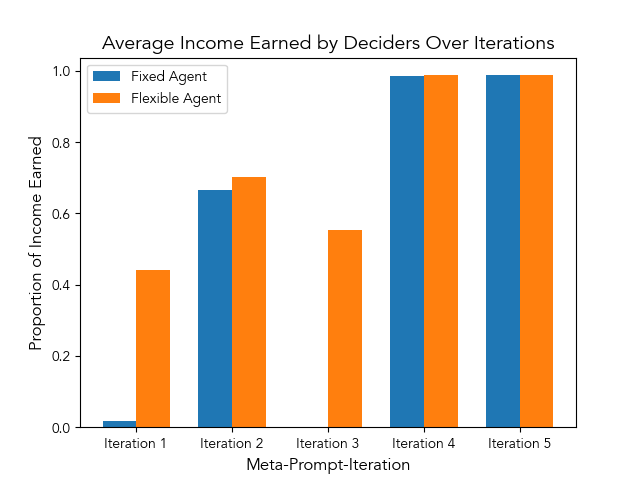 Average Income Earned by Deciders Over Iterations
Fixed Agent
Flexible Agent
Proportion of Income Earned
1.0
0.8
0.6
0.4
0.2
0.0
Iteration 1
Iteration 2
Iteration 3
Iteration 4
Iteration 5
Meta-Prompt-Iteration